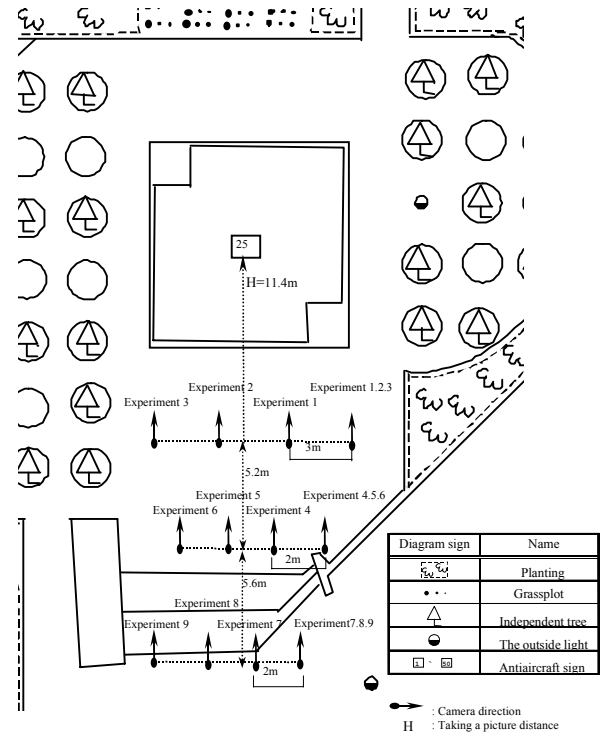 25
H=11.4m
Experiment 2
Experiment 1.2.3
Experiment 3
Experiment 1
3m
5.2m
Experiment 5
Experiment 4.5.6
Experiment 6
Experiment 4
2m
5.6m
Experiment 8
Experiment 9
Experiment 7
Experiment7.8.9
2m
Diagram sign Name
Planting
Grassplot
Independent tree
The outside light
1 50 Antiaircraft sign
: Camera direction
H : Taking a picture distance